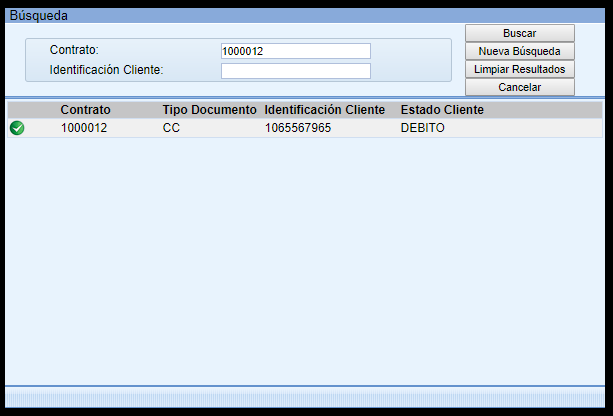 Búsqueda
Contrato: 1000012
Identificación Cliente:
Buscar
Nueva Búsqueda
Limpiar Resultados
Cancelar
Contrato Tipo Documento Identificación Cliente Estado Cliente
1000012 CC 1065567965 DEBITO